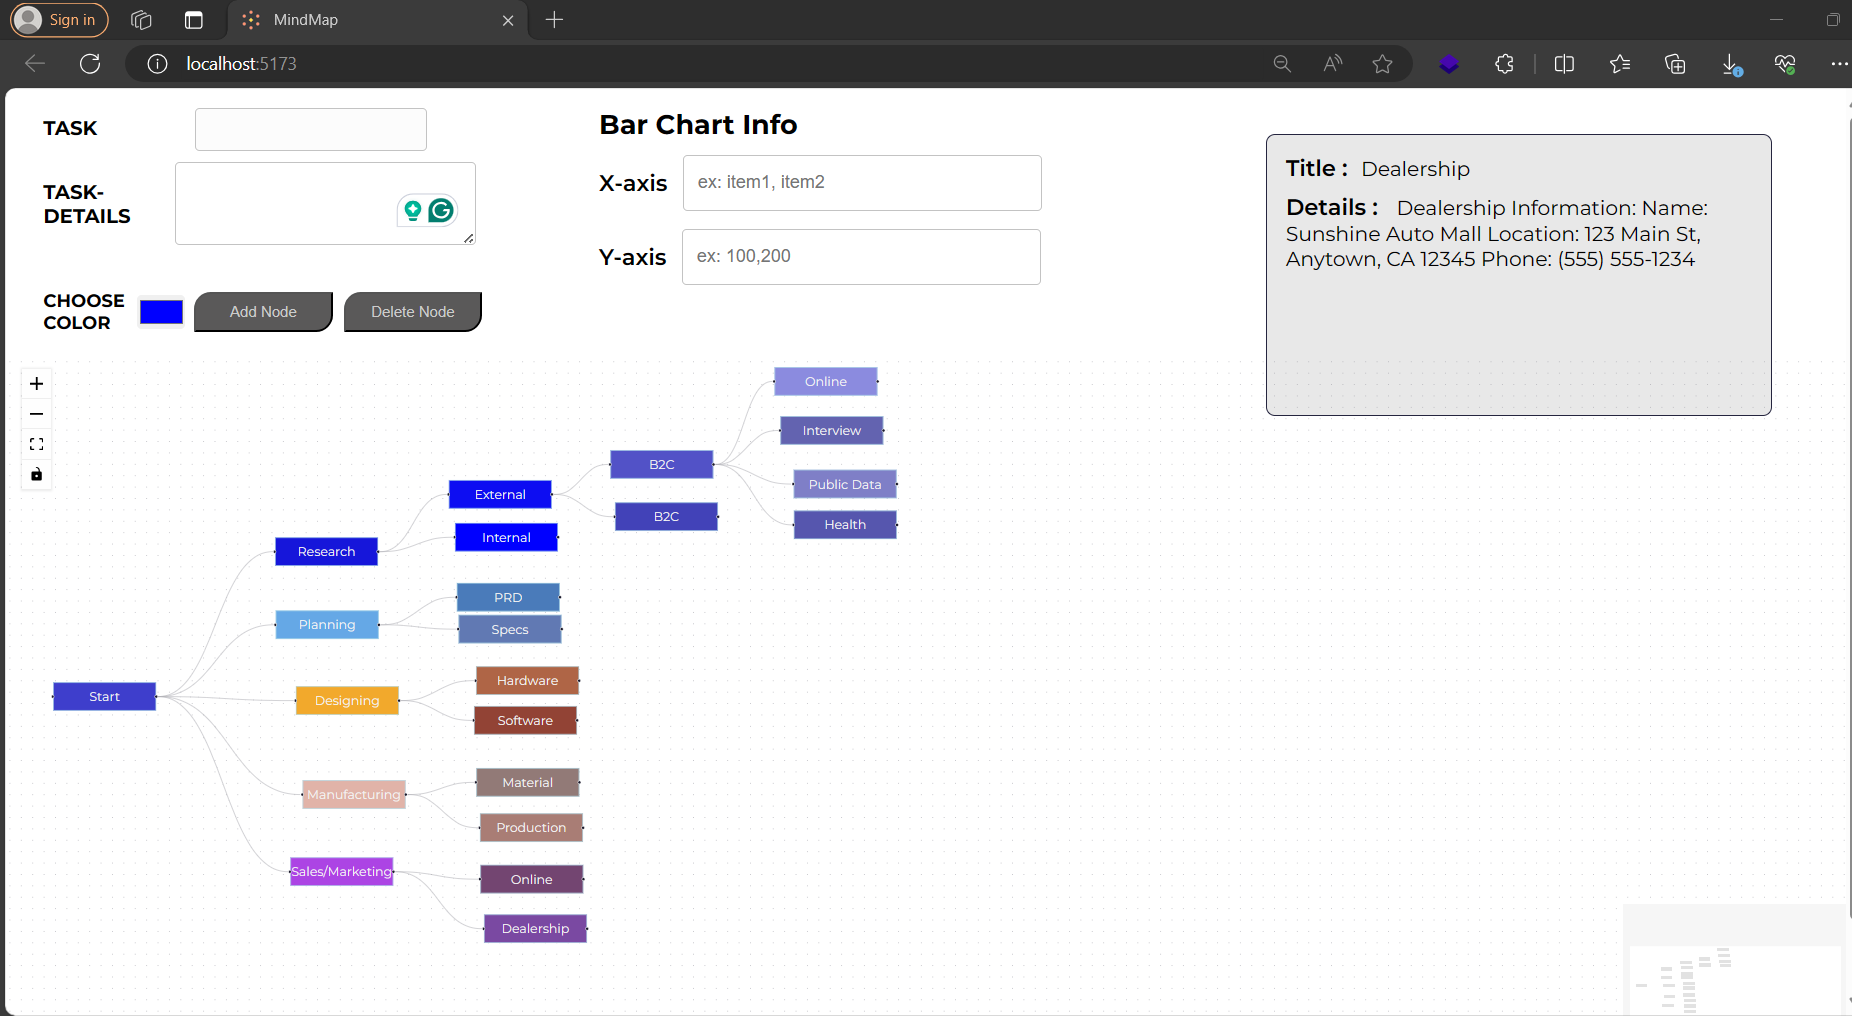 Sign in
MindMap
localhost:5173
TASK
TASK-
DETAILS
CHOOSE
COLOR
Add Node
Delete Node
Bar Chart Info
X-axis
ex: item1, item2
Y-axis
ex: 100,200
Title : Dealership
Details : Dealership Information: Name:
Sunshine Auto Mall Location: 123 Main St,
Anytown, CA 12345 Phone: (555) 555-1234
Start
Research
Planning
Designing
Manufacturing
Sales/Marketing
External
Internal
PRD
Specs
Hardware
Software
Material
Production
Online
Dealership
B2C
B2C
Online
Interview
Public Data
Health